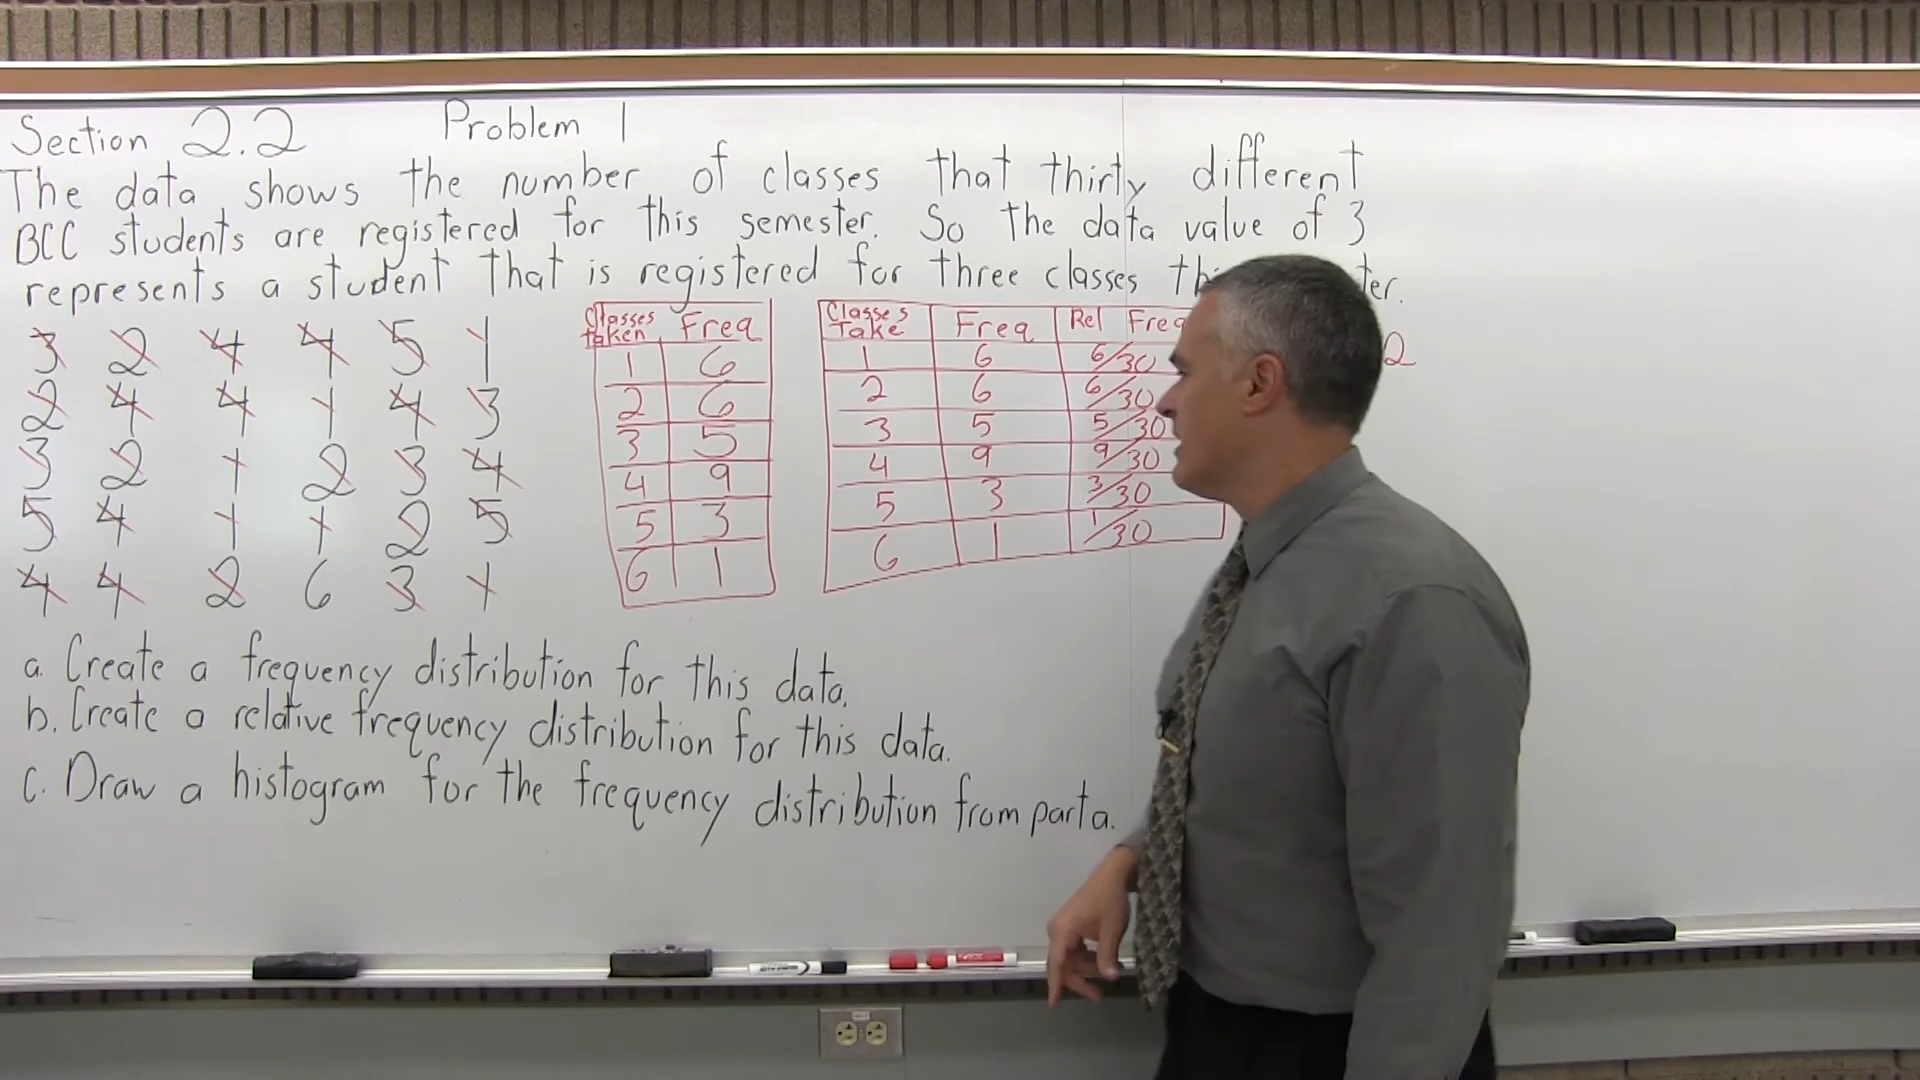 Section 2.2 Problem 1
The data shows the number of classes that thirty different
BCC students are registered for this semester. So the data value of 3
represents a student that is registered for three classes
3 2 4 4 5 1
2 4 4 1 4 3
3 2 1 2 3 4
5 4 1 1 2 5
4 4 2 6 3 1
Classes taken Freq
1 6
2 6
3 5
4 9
5 3
6 1
Classes Take Freq Rel Freq
1 6 6/30
2 6 6/30
3 5 5/30
4 9 9/30
5 3 3/30
6 1 1/30
2
a. Create a frequency distribution for this data.
b. Create a relative frequency distribution for this data.
c. Draw a histogram for the frequency distribution from part a.